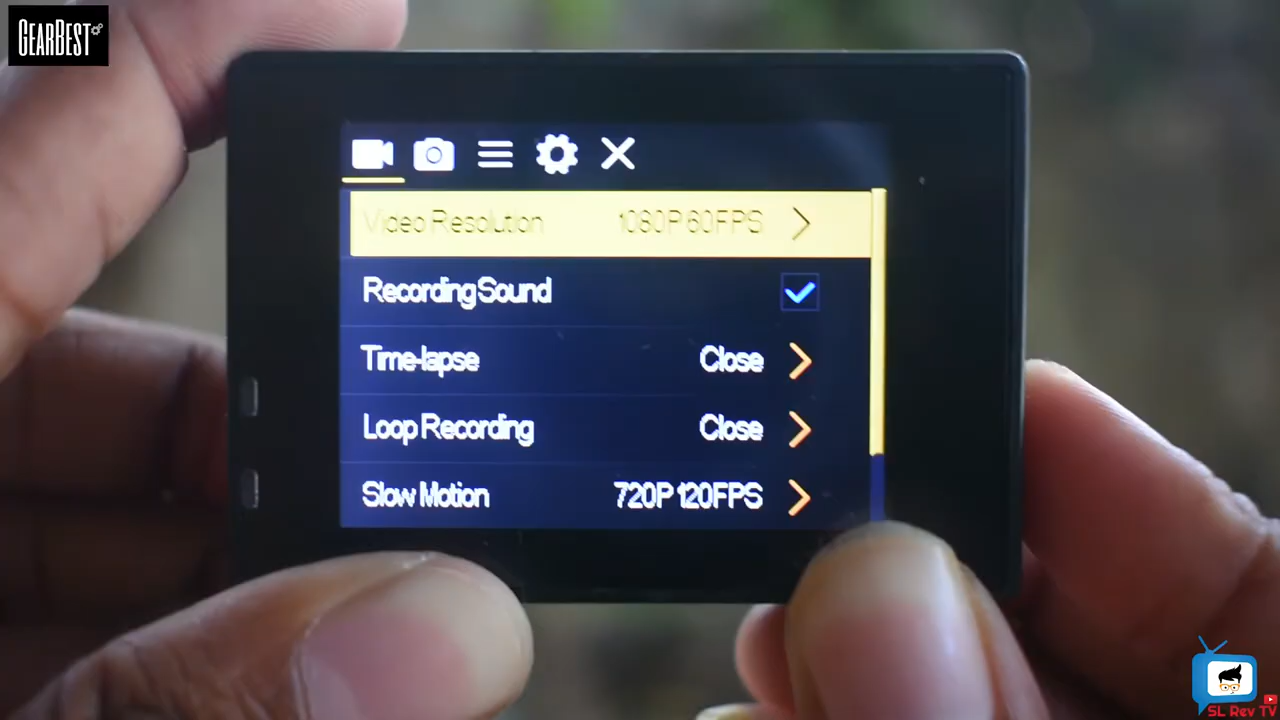 GEARBEST
Video Resolution 1080P 60FPS
Recording Sound
Time-lapse Close
Loop Recording Close
Slow Motion 720P 120FPS
SL Rev TV